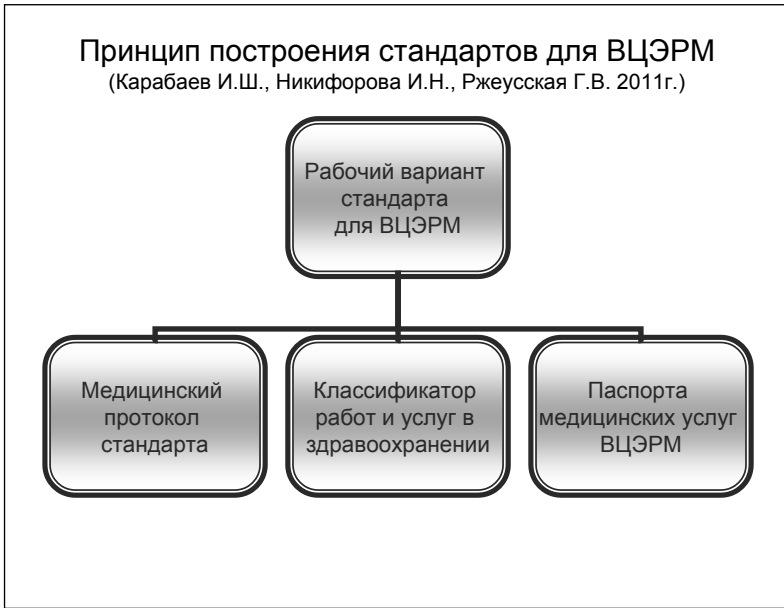 Принцип построения стандартов для ВЦЭРМ
(Карабаев И.Ш., Никифорова И.Н., Ржеусская Г.В. 2011г.)
Рабочий вариант
стандарта
для ВЦЭРМ
Медицинский
протокол
стандарта
Классификатор
работ и услуг в
здравоохранении
Паспорта
медицинских услуг
ВЦЭРМ